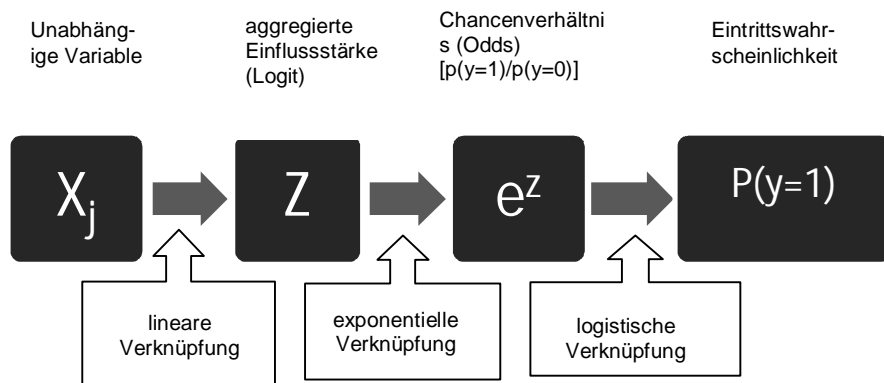 Unabhäng-
ige Variable
aggregierte
Einflussstärke
(Logit)
Chancenverhältni
s (Odds)
[p(y=1)/p(y=0)]
Eintrittswahr-
scheinlichkeit
Xj
Z
e^z
P(y=1)
lineare
Verknüpfung
exponentielle
Verknüpfung
logistische
Verknüpfung